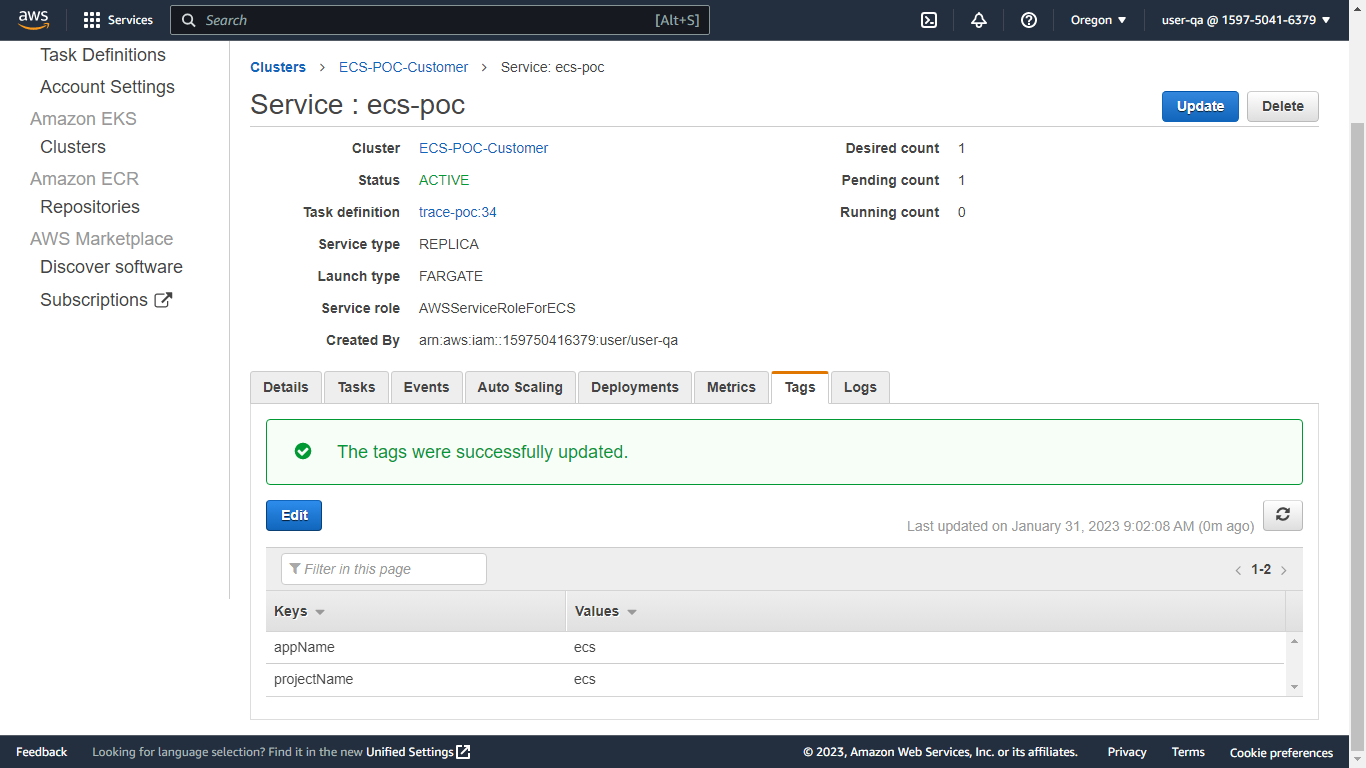 aws Services Search [Alt+S] Oregon user-qa @ 1597-5041-6379
Task Definitions
Account Settings
Amazon EKS
Clusters
Amazon ECR
Repositories
AWS Marketplace
Discover software
Subscriptions
Clusters > ECS-POC-Customer > Service: ecs-poc
Service : ecs-poc
Update Delete
Cluster ECS-POC-Customer Desired count 1
Status ACTIVE Pending count 1
Task definition trace-poc:34 Running count 0
Service type REPLICA
Launch type FARGATE
Service role AWSServiceRoleForECS
Created By arn:aws:iam::159750416379:user/user-qa
Details Tasks Events Auto Scaling Deployments Metrics Tags Logs
The tags were successfully updated.
Edit Last updated on January 31, 2023 9:02:08 AM (0m ago)
Filter in this page < 1-2 >
Keys Values
appName ecs
projectName ecs
Feedback Looking for language selection? Find it in the new Unified Settings © 2023, Amazon Web Services, Inc. or its affiliates. Privacy Terms Cookie preferences